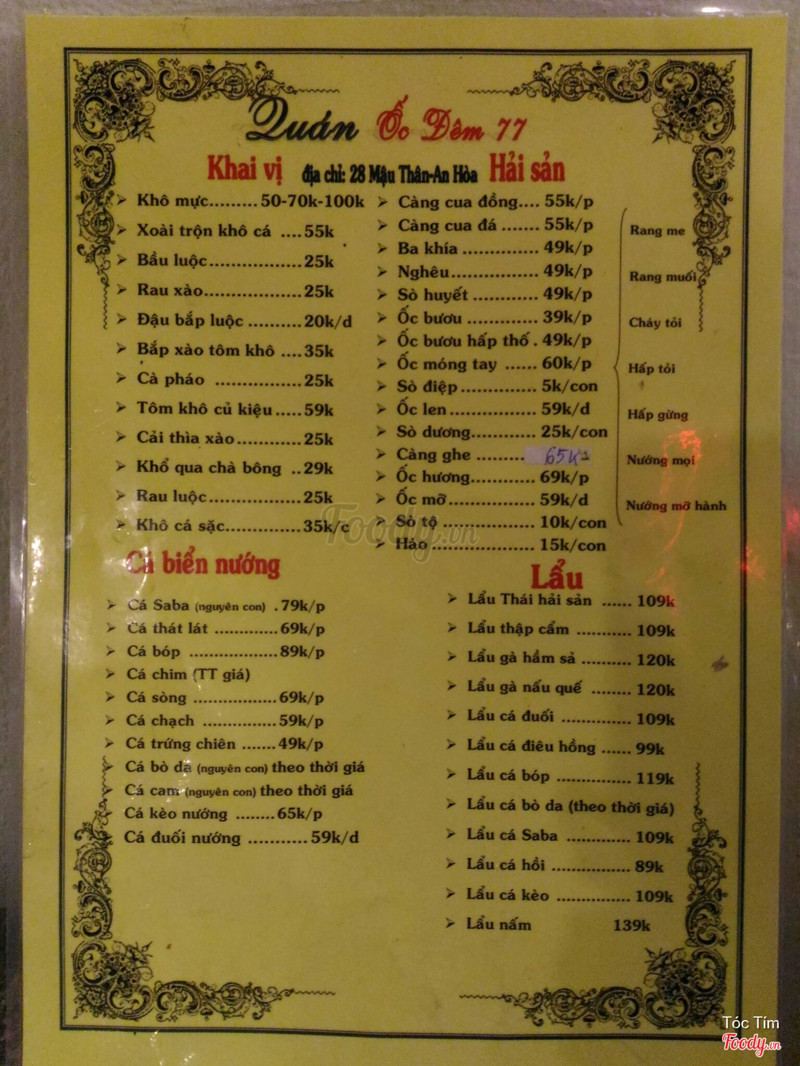 Quán Ốc Đêm 77
Khai vị địa chỉ: 28 Mậu Thân-An Hòa Hải sản
Khô mực......... 50-70k-100k
Xoài trộn khô cá ....55k
Bầu luộc..................25k
Rau xào...................25k
Đậu bắp luộc ..........20k/d
Bắp xào tôm khô ....35k
Cà pháo ..................25k
Tôm khô củ kiệu.....59k
Cải thìa xào.............25k
Khổ qua chà bông ..29k
Rau luộc..................25k
Khô cá sặc...............35k/c
Càng cua đồng.... 55k/p
Càng cua đá ....... 55k/p
Ba khía ................ 49k/p
Nghêu................. 49k/p
Sò huyết ............. 49k/p
Ốc bươu .............. 39k/p
Ốc bươu hấp thố . 49k/p
Ốc móng tay ...... 60k/p
Sò điệp................ 5k/con
Ốc len.................. 59k/d
Sò dương............. 25k/con
Càng ghe ......... 65k
Ốc hương............. 69k/p
Ốc mỡ.................. 59k/d
Sò tộ ................... 10k/con
Hào ..................... 15k/con
Rang me
Rang muối
Cháy tỏi
Hấp tỏi
Hấp gừng
Nướng mọi
Nướng mỡ hành
Foody.vn
Cá biển nướng
Cá Saba (nguyên con) . 79k/p
Cá thát lát .............69k/p
Cá bóp ..................89k/p
Cá chim (TT giá)
Cá sòng .................69k/p
Cá chạch ...............59k/p
Cá trứng chiên .......49k/p
Cá bò da (nguyên con) theo thời giá
Cá cam (nguyên con) theo thời giá
Cá kèo nướng ........65k/p
Cá đuối nướng ............59k/d
Lẩu
Lẩu Thái hải sản ...... 109k
Lẩu thập cẩm ........... 109k
Lẩu gà hầm sả .......... 120k
Lẩu gà nấu quế ........ 120k
Lẩu cá đuối .............. 109k
Lẩu cá điêu hồng ...... 99k
Lẩu cá bóp ................ 119k
Lẩu cá bò da (theo thời giá)
Lẩu cá Saba ............. 109k
Lẩu cá hồi ................ 89k
Lẩu cá kèo ............... 109k
Lẩu nấm 139k
Tóc Tím
Foody.vn